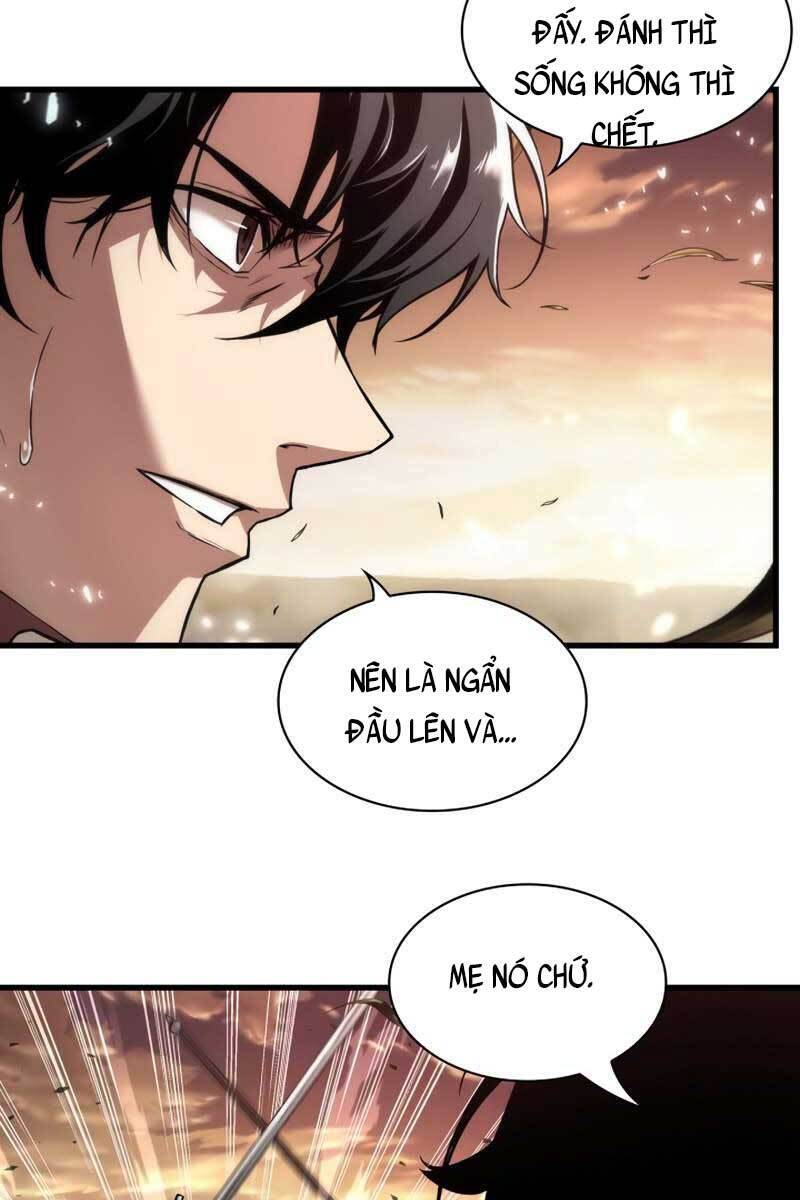 ĐẤY. ĐÁNH THÌ
SỐNG KHÔNG THÌ
CHẾT.
NÊN LÀ NGẨN
ĐẦU LÊN VÀ...
MẸ NÓ CHỨ.